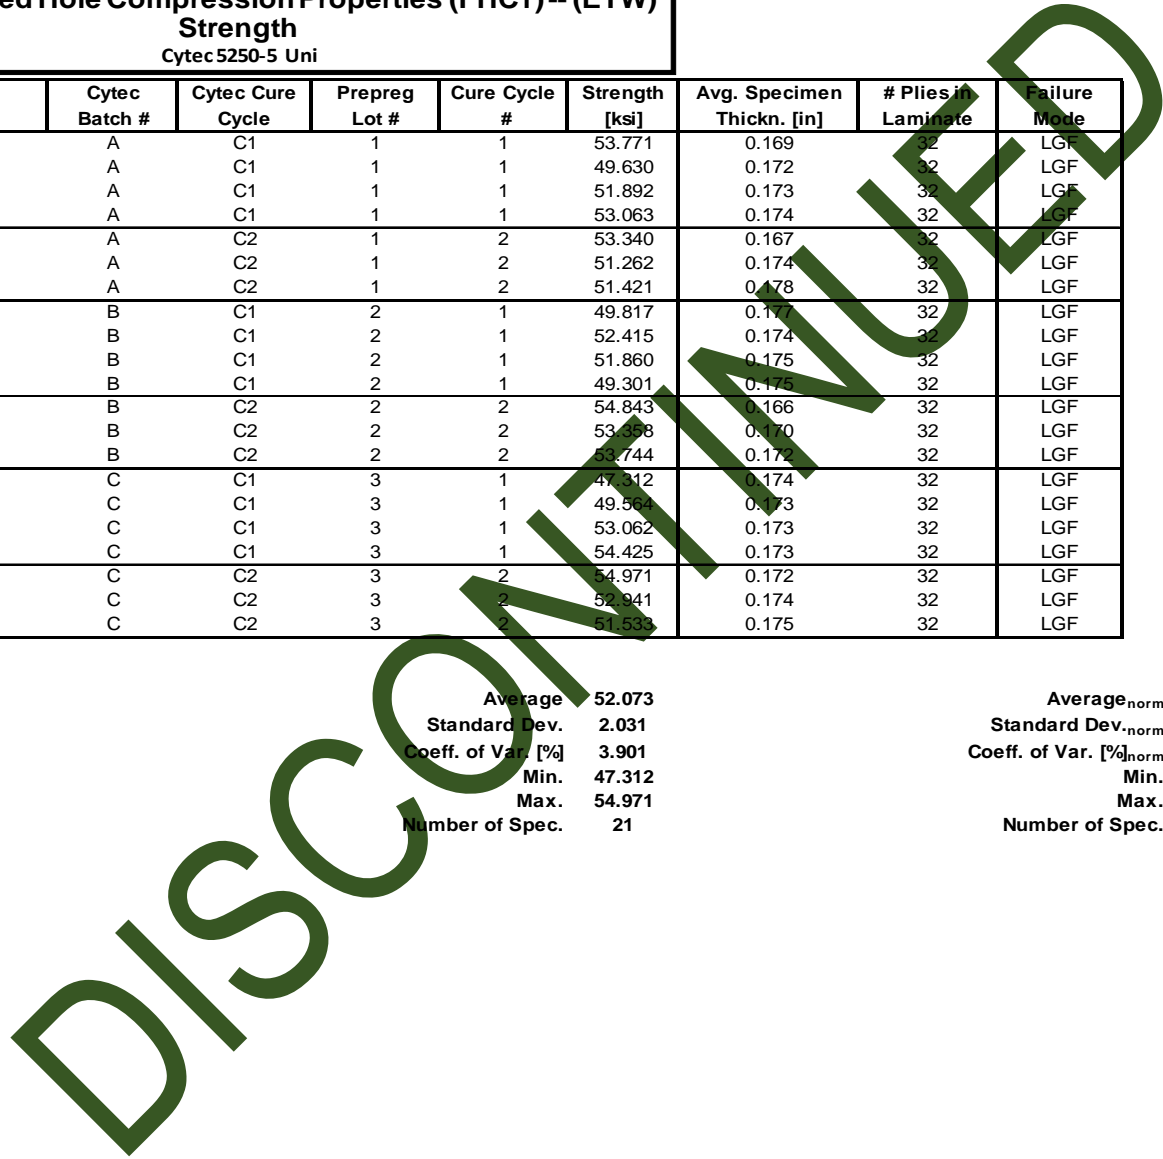 ed Hole Compression Properties (FHC1) -- (ETW)
Strength
Cytec 5250-5 Uni
Cytec Batch # Cytec Cure Cycle Prepreg Lot # Cure Cycle # Strength [ksi] Avg. Specimen Thickn. [in] # Plies in Laminate Failure Mode
A C1 1 1 53.771 0.169 32 LGF
A C1 1 1 49.630 0.172 32 LGF
A C1 1 1 51.892 0.173 32 LGF
A C1 1 1 53.063 0.174 32 LGF
A C2 1 2 53.340 0.167 32 LGF
A C2 1 2 51.262 0.174 32 LGF
A C2 1 2 51.421 0.178 32 LGF
B C1 2 1 49.817 0.177 32 LGF
B C1 2 1 52.415 0.174 32 LGF
B C1 2 1 51.860 0.175 32 LGF
B C1 2 1 49.301 0.175 32 LGF
B C2 2 2 54.843 0.166 32 LGF
B C2 2 2 53.358 0.170 32 LGF
B C2 2 2 53.744 0.172 32 LGF
C C1 3 1 47.312 0.174 32 LGF
C C1 3 1 49.564 0.173 32 LGF
C C1 3 1 53.062 0.173 32 LGF
C C1 3 1 54.425 0.173 32 LGF
C C2 3 2 54.971 0.172 32 LGF
C C2 3 2 52.941 0.174 32 LGF
C C2 3 2 51.533 0.175 32 LGF
Average 52.073 Average norm
Standard Dev. 2.031 Standard Dev. norm
Coeff. of Var. [%] 3.901 Coeff. of Var. [%] norm
Min. 47.312 Min.
Max. 54.971 Max.
Number of Spec. 21 Number of Spec.
DISCONTINUED